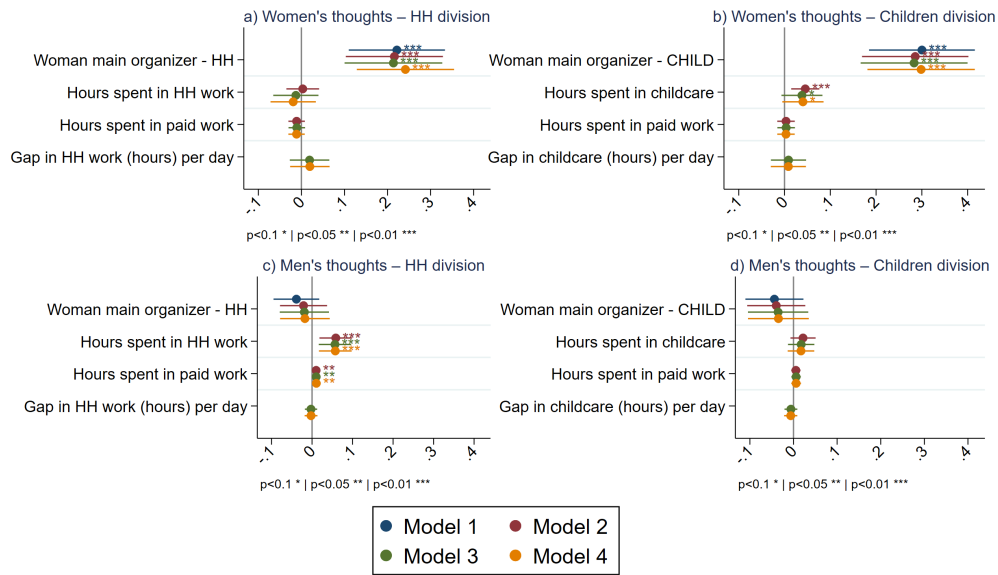 a) Women's thoughts – HH division
Woman main organizer - HH
***
***
***
***
Hours spent in HH work
Hours spent in paid work
Gap in HH work (hours) per day
-.1 0 .1 .2 .3 .4
p<0.1 * | p<0.05 ** | p<0.01 ***
b) Women's thoughts – Children division
Woman main organizer - CHILD
***
***
***
***
Hours spent in childcare
***
*
*
Hours spent in paid work
Gap in childcare (hours) per day
-.1 0 .1 .2 .3 .4
p<0.1 * | p<0.05 ** | p<0.01 ***
c) Men's thoughts – HH division
Woman main organizer - HH
Hours spent in HH work
***
***
***
Hours spent in paid work
**
**
**
Gap in HH work (hours) per day
-.1 0 .1 .2 .3 .4
p<0.1 * | p<0.05 ** | p<0.01 ***
d) Men's thoughts – Children division
Woman main organizer - CHILD
Hours spent in childcare
Hours spent in paid work
Gap in childcare (hours) per day
-.1 0 .1 .2 .3 .4
p<0.1 * | p<0.05 ** | p<0.01 ***
Model 1 Model 2
Model 3 Model 4